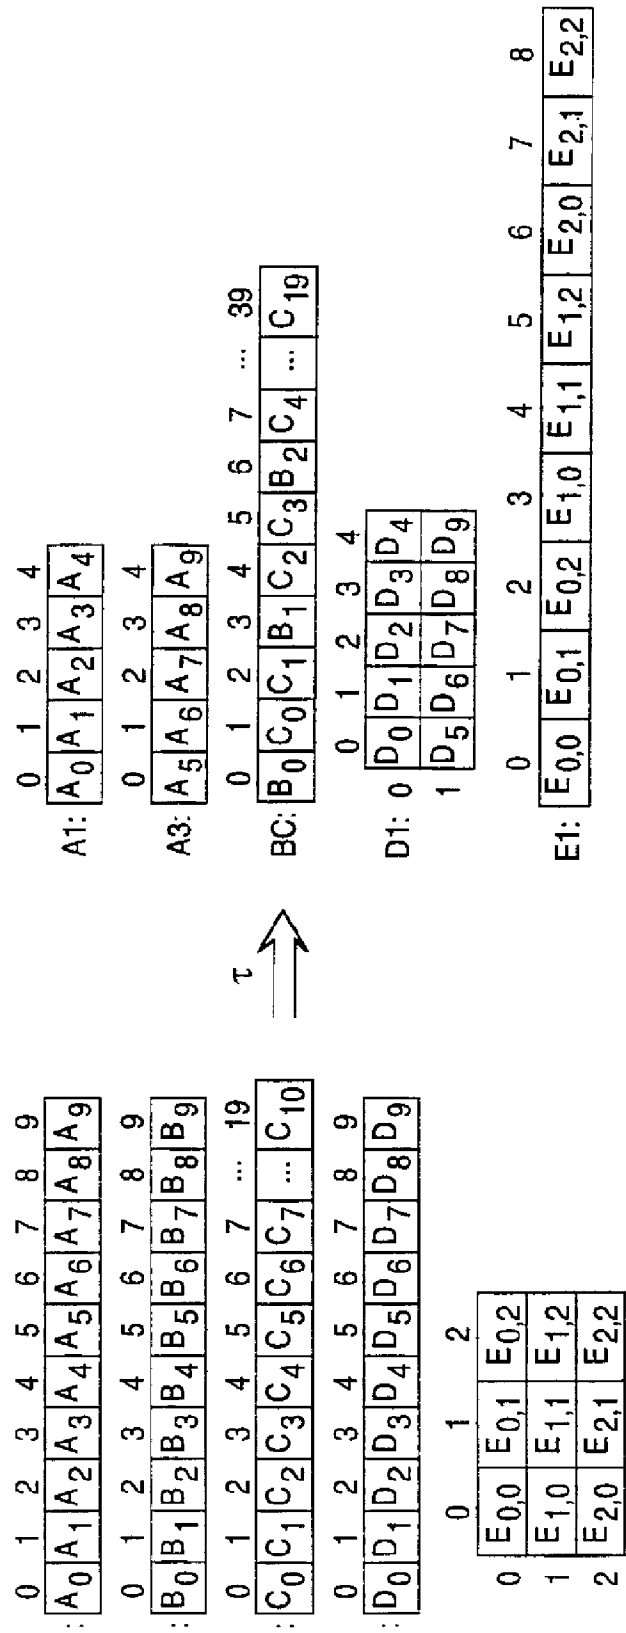 0 1 2 3 4 5 6 7 8 9
: A0 A1 A2 A3 A4 A5 A6 A7 A8 A9
0 1 2 3 4 5 6 7 8 9
: B0 B1 B2 B3 B4 B5 B6 B7 B8 B9
0 1 2 3 4 5 6 7 ... 19
: C0 C1 C2 C3 C4 C5 C6 C7 ... C10
0 1 2 3 4 5 6 7 8 9
: D0 D1 D2 D3 D4 D5 D6 D7 D8 D9
0 1 2
0 E0,0 E0,1 E0,2
1 E1,0 E1,1 E1,2
2 E2,0 E2,1 E2,2
τ
0 1 2 3 4
A1: A0 A1 A2 A3 A4
0 1 2 3 4
A3: A5 A6 A7 A8 A9
0 1 2 3 4 5 6 7 ... 39
BC: B0 C0 C1 B1 C2 C3 B2 C4 ... C19
0 1 2 3 4
D1: 0 D0 D1 D2 D3 D4
1 D5 D6 D7 D8 D9
0 1 2 3 4 5 6 7 8
E1: E0,0 E0,1 E0,2 E1,0 E1,1 E1,2 E2,0 E2,1 E2,2